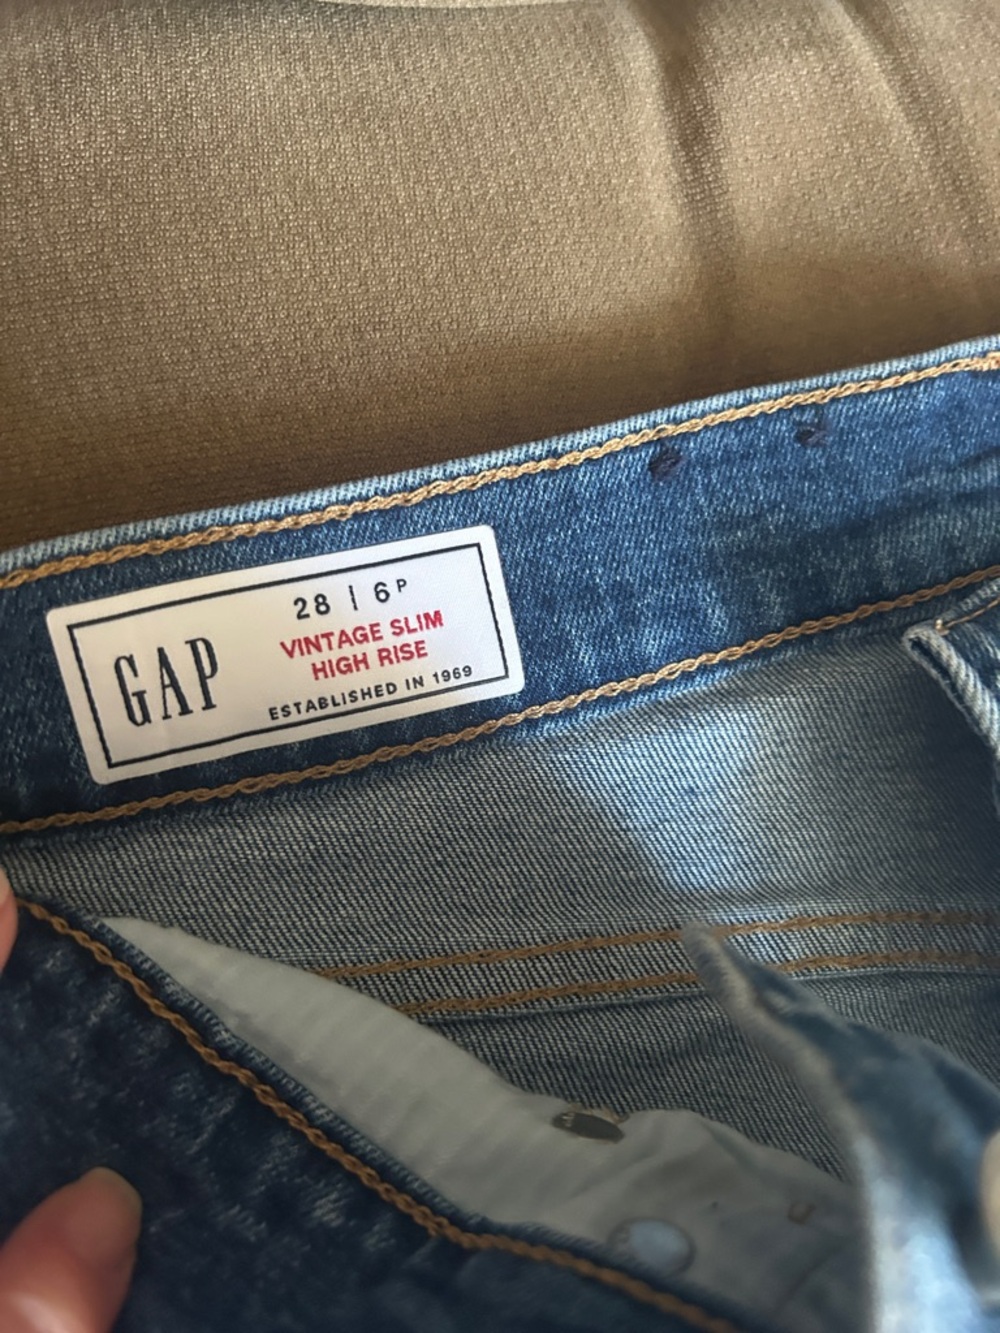 GAP
28 | 6P
VINTAGE SLIM
HIGH RISE
ESTABLISHED IN 1969